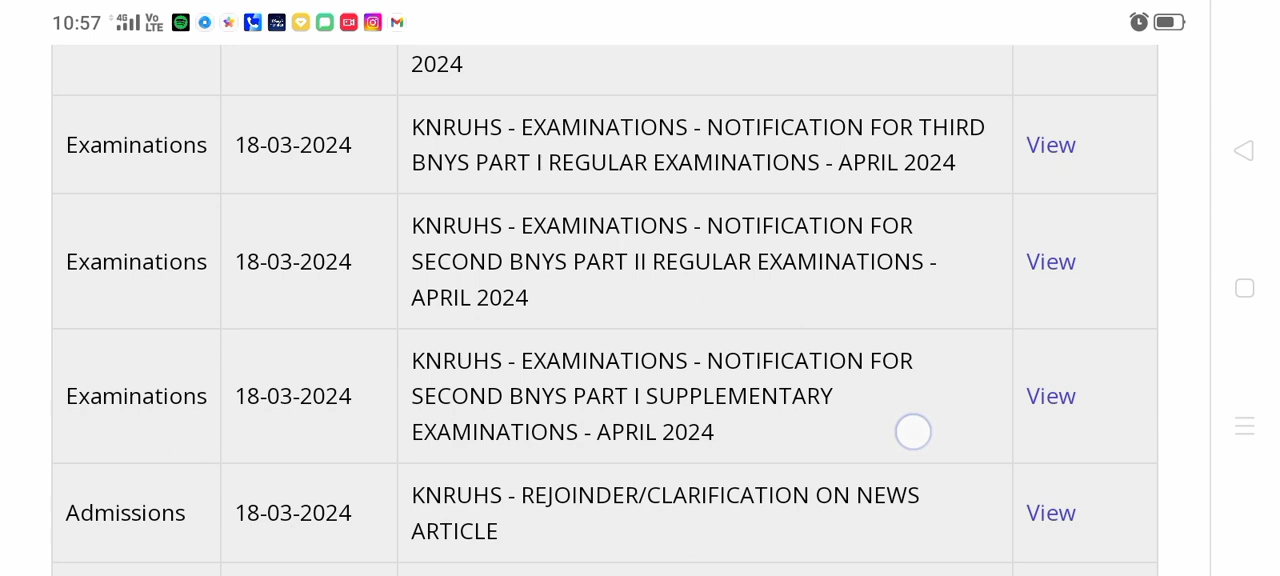 10:57 4G Vo LTE
2024
Examinations 18-03-2024 KNRUHS - EXAMINATIONS - NOTIFICATION FOR THIRD
BNYS PART I REGULAR EXAMINATIONS - APRIL 2024 View
Examinations 18-03-2024 KNRUHS - EXAMINATIONS - NOTIFICATION FOR
SECOND BNYS PART II REGULAR EXAMINATIONS -
APRIL 2024 View
Examinations 18-03-2024 KNRUHS - EXAMINATIONS - NOTIFICATION FOR
SECOND BNYS PART I SUPPLEMENTARY
EXAMINATIONS - APRIL 2024 View
Admissions 18-03-2024 KNRUHS - REJOINDER/CLARIFICATION ON NEWS
ARTICLE View